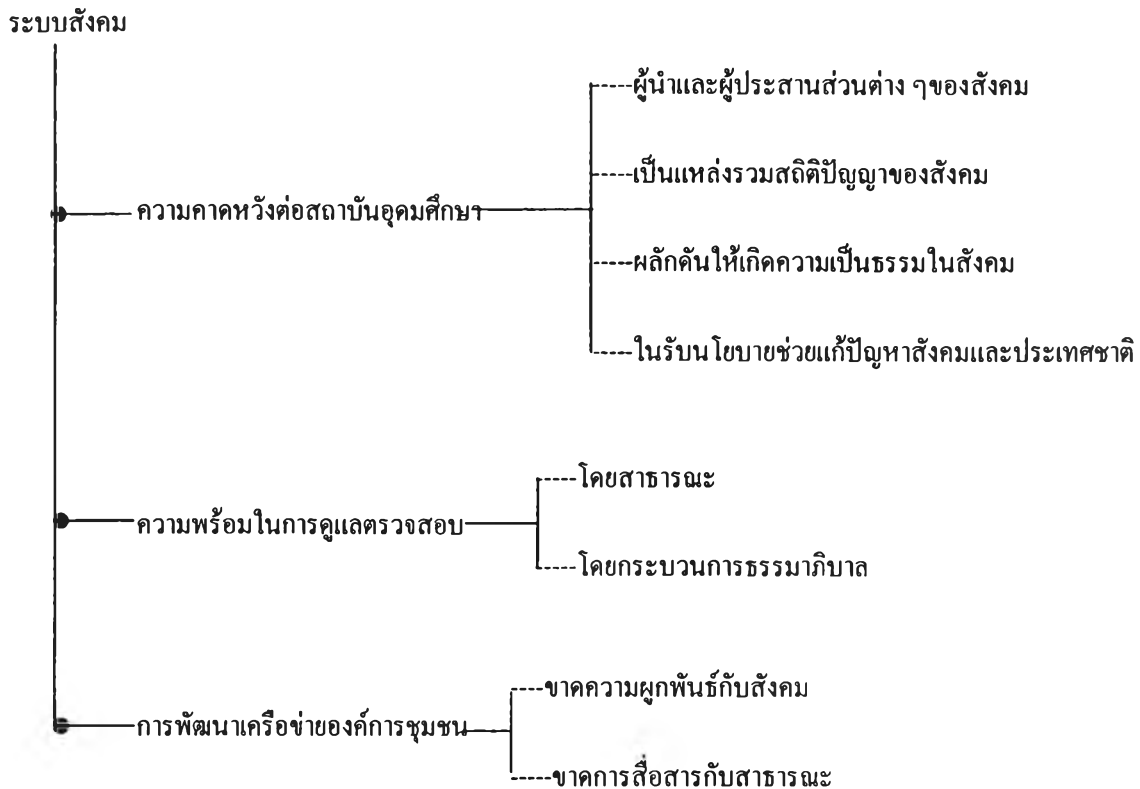 ระบบสังคม
ผู้นำและผู้ประสานส่วนต่าง ๆของสังคม
เป็นแหล่งรวมสถิติปัญญาของสังคม
ความคาดหวังต่อสถาบันอุดมศึกษา
ผลักดันให้เกิดความเป็นธรรมในสังคม
ในรับนโยบายช่วยแก้ปัญหาสังคมและประเทศชาติ
โดยสาธารณะ
ความพร้อมในการดูแลตรวจสอบ
โดยกระบวนการธรรมาภิบาล
ขาดความผูกพันธ์กับสังคม
การพัฒนาเครือข่ายองค์การชุมชน
ขาดการสื่อสารกับสาธารณะ